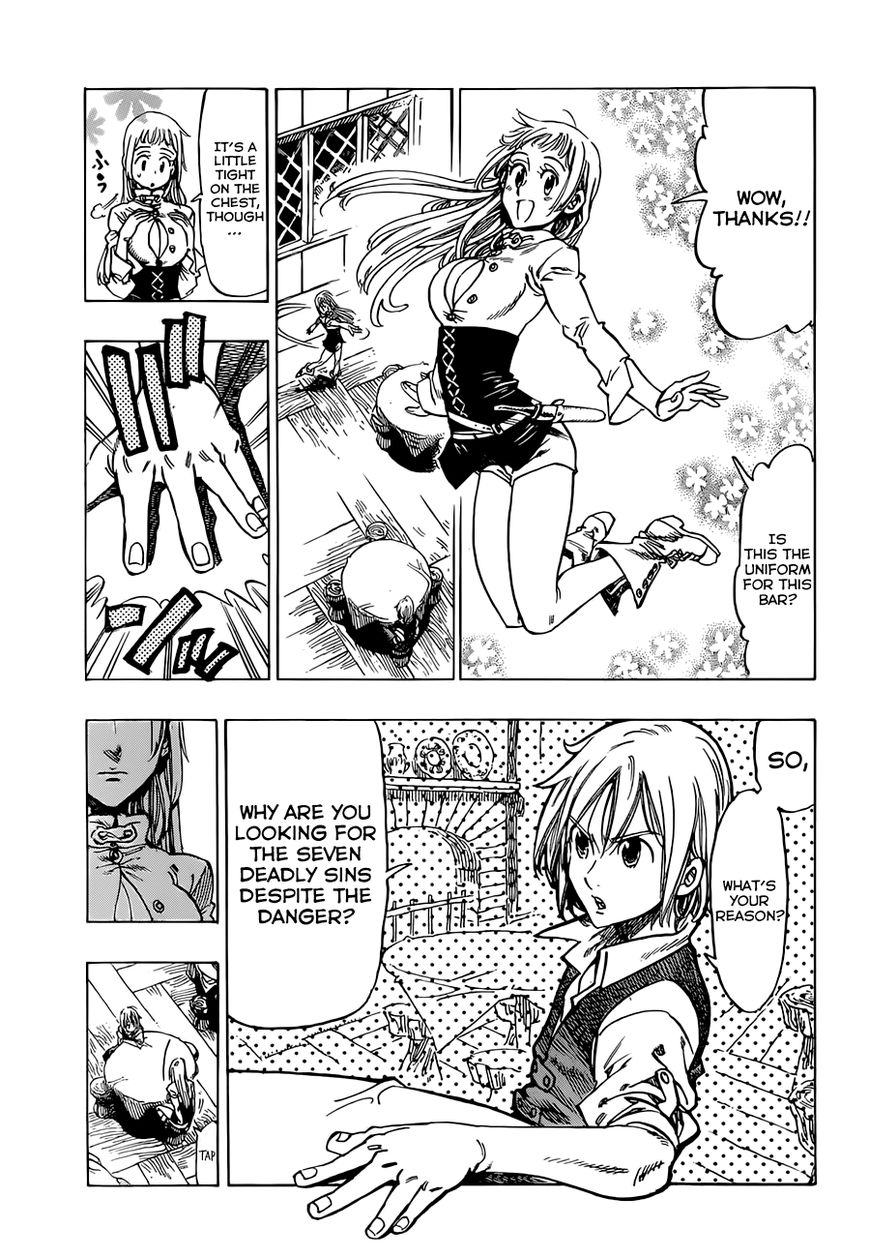 WOW,
THANKS!!
IS
THIS THE
UNIFORM
FOR THIS
BAR?
IT'S A
LITTLE
TIGHT
ON THE
CHEST,
THOUGH
...
SO,
WHAT'S
YOUR
REASON?
WHY ARE YOU
LOOKING FOR
THE SEVEN
DEADLY SINS
DESPITE THE
DANGER?
TAP